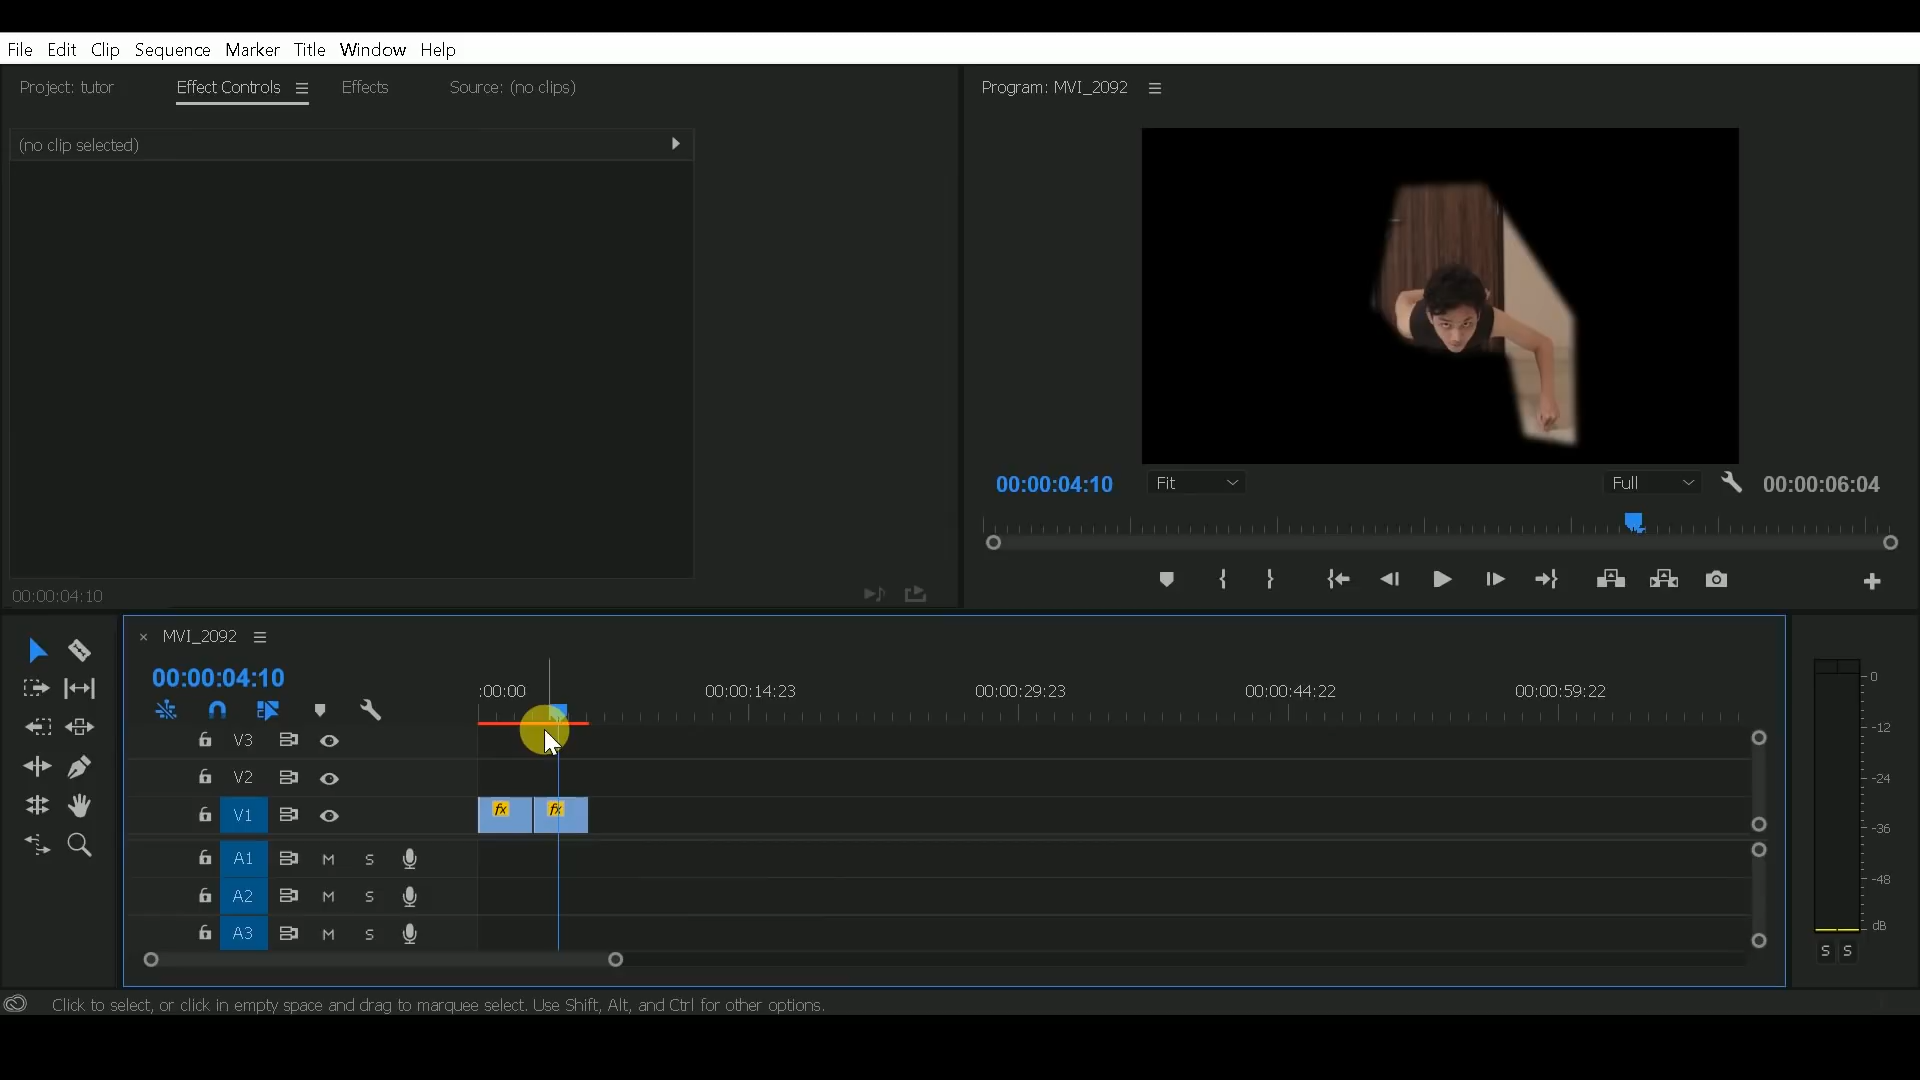 File Edit Clip Sequence Marker Title Window Help
Project: tutor Effect Controls Effects Source: (no clips)
Program: MVI_2092
(no clip selected)
00:00:04:10 Fit Full 00:00:06:04
00:00:04:10
× MVI_2092
00:00:04:10
:00:00 00:00:14:23 00:00:29:23 00:00:44:22 00:00:59:22
V3
V2
V1 fx fx
A1 M S
A2 M S
A3 M S
0
-12
-24
-36
-48
dB
S S
Click to select, or click in empty space and drag to marquee select. Use Shift, Alt, and Ctrl for other options.